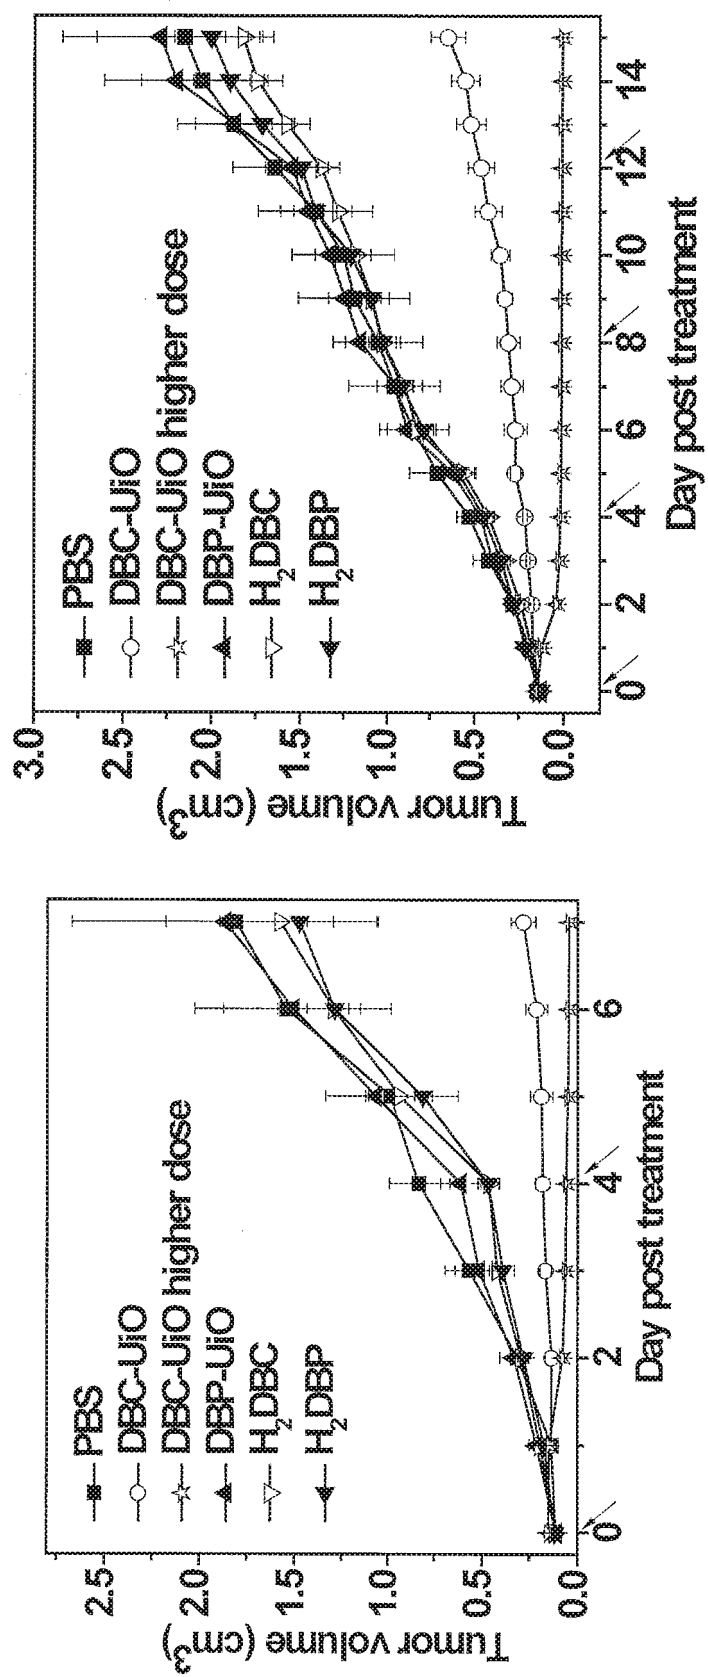 2.5
2.0
1.5
1.0
0.5
0.0
Tumor volume (cm³)
PBS
DBC-UiO
DBC-UiO higher dose
DBP-UiO
H₂DBC
H₂DBP
0
2
4
6
Day post treatment
3.0
2.5
2.0
1.5
1.0
0.5
0.0
Tumor volume (cm³)
PBS
DBC-UiO
DBC-UiO higher dose
DBP-UiO
H₂DBC
H₂DBP
0
2
4
6
8
10
12
14
Day post treatment